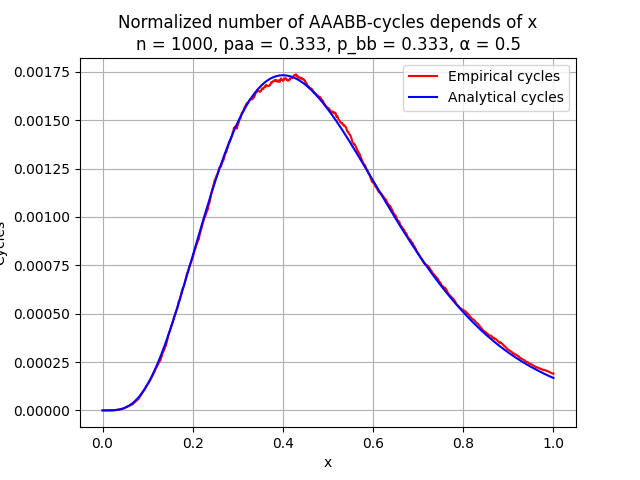 Normalized number of AAABB-cycles depends of x
n = 1000, paa = 0.333, p_bb = 0.333, α = 0.5
Empirical cycles
Analytical cycles
0.00175
0.00150
0.00125
0.00100
0.00075
0.00050
0.00025
0.00000
0.0 0.2 0.4 0.6 0.8 1.0
x